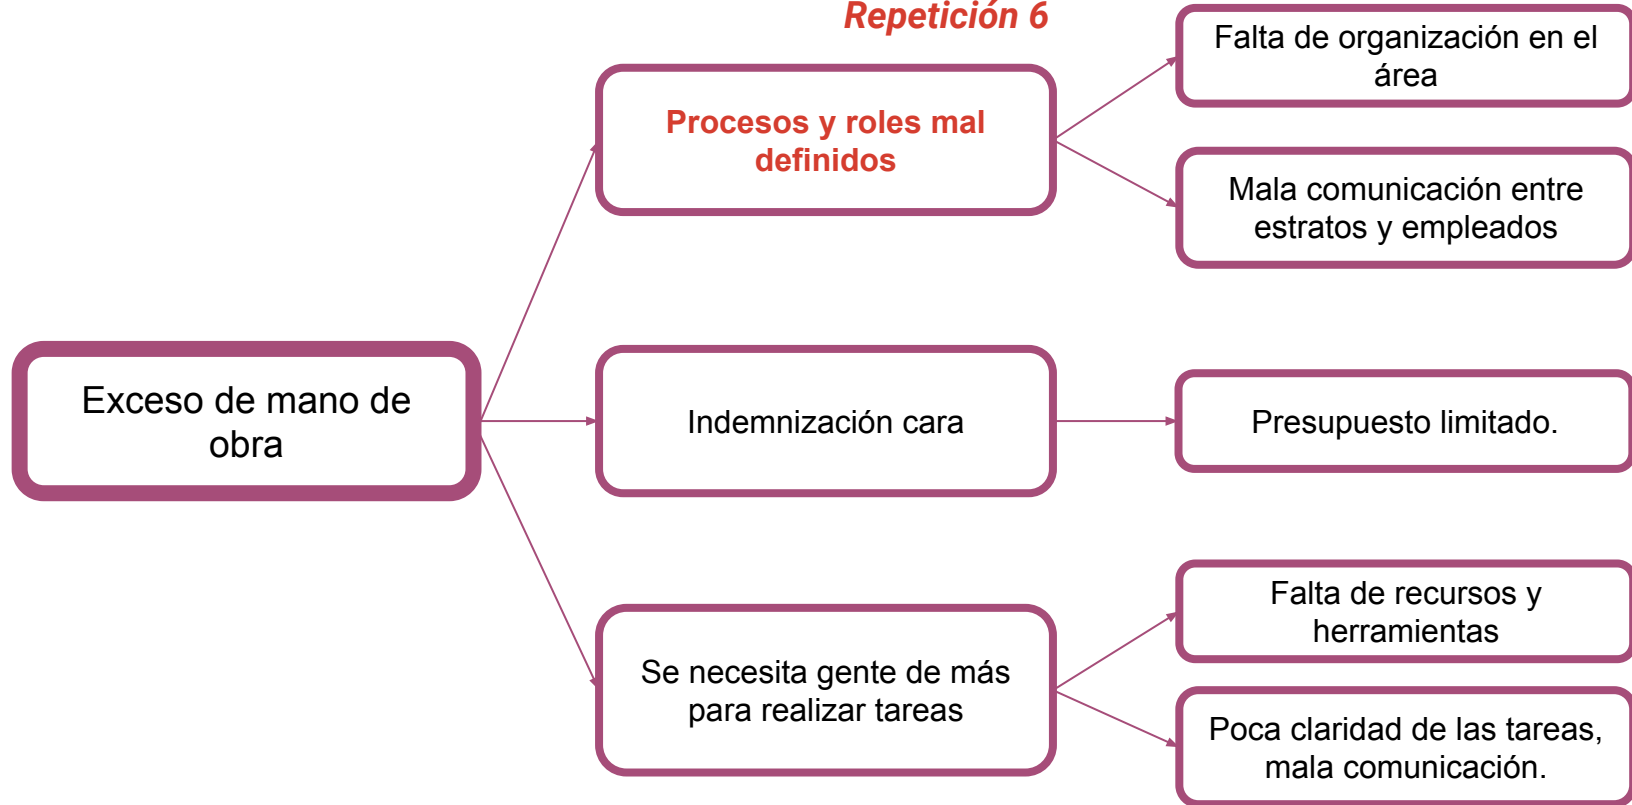 Repetición 6
Procesos y roles mal
definidos
Falta de organización en el
área
Mala comunicación entre
estratos y empleados
Exceso de mano de
obra
Indemnización cara
Presupuesto limitado.
Se necesita gente de más
para realizar tareas
Falta de recursos y
herramientas
Poca claridad de las tareas,
mala comunicación.